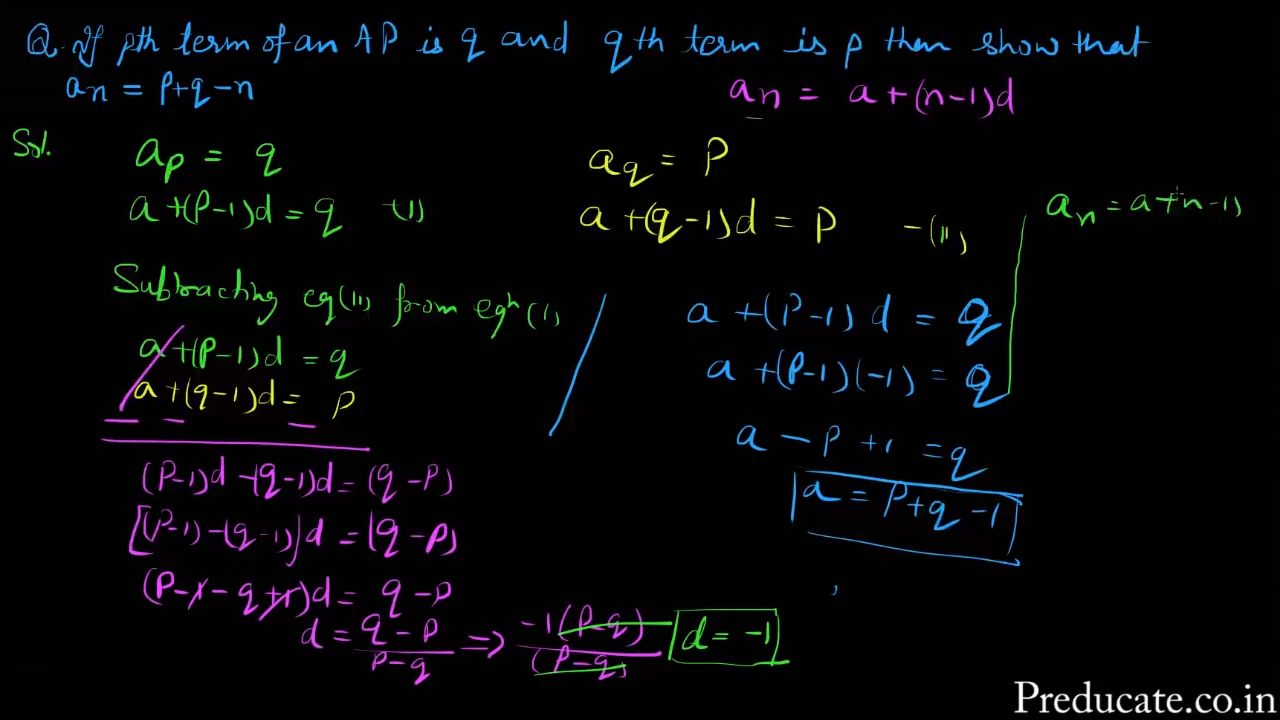 Q. If pth term of an AP is q and qth term is p then show that
an = p+q-n
an = a+(n-1)d
Sol.
ap = q
a+(p-1)d = q -(1)
aq = p
a+(q-1)d = p -(11)
Subtracting eq(11) from eqn(1)
a+(p-1)d = q
a+(q-1)d = p
(p-1)d-(q-1)d = (q-p)
[(p-1)-(q-1)]d = (q-p)
(p-1-q+1)d = q-p
d = q-p/p-q ⇒ -1(p-q)/(p-q) d = -1
a+(p-1)d = q
a+(p-1)(-1) = q
a-p+1 = q
a = p+q-1
an = a+n-1)
Preducate.co.in